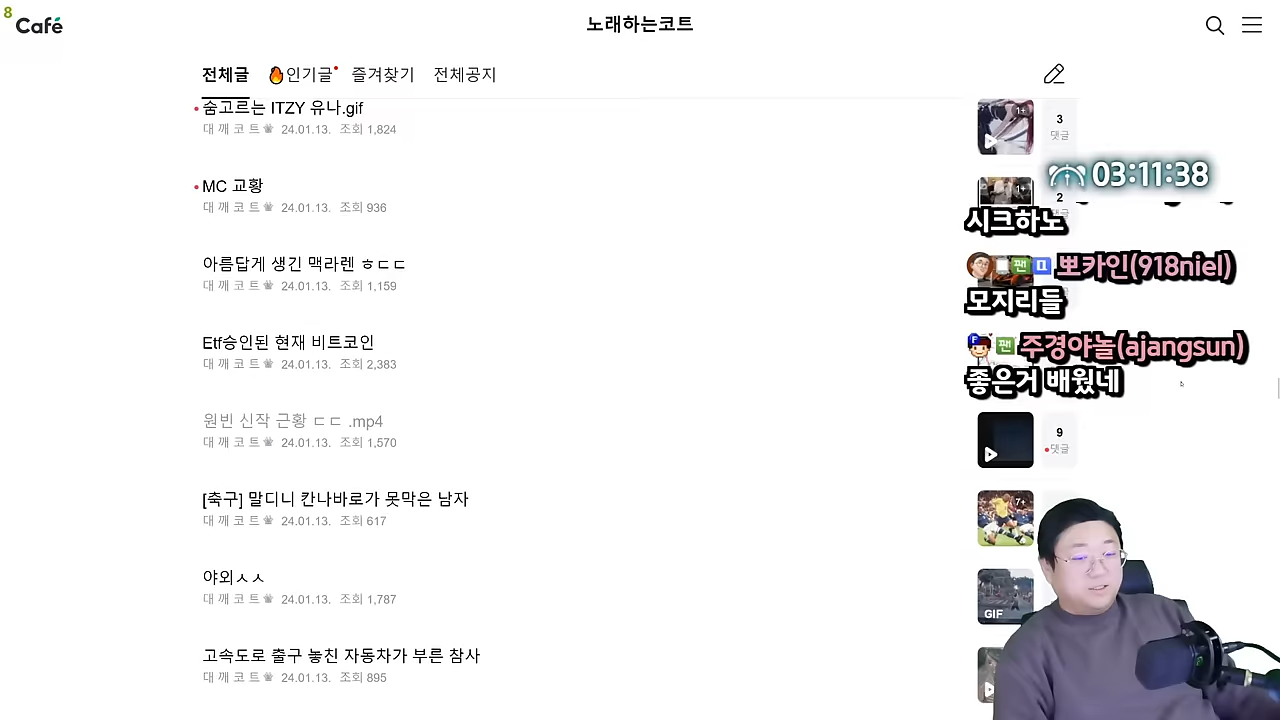 8
Café
노래하는코트
전체글 인기글 즐겨찾기 전체공지
숨고르는 ITZY 유나.gif
대 깨 코 트 24.01.13. 조회 1,824
1+
3
댓글
03:11:38
MC 교황
대 깨 코 트 24.01.13. 조회 936
1+
2
시크하노
아름답게 생긴 맥라렌 ㅎㄷㄷ
대 깨 코 트 24.01.13. 조회 1,159
팬 뽀카인(918niel)
모지리들
Etf승인된 현재 비트코인
대 깨 코 트 24.01.13. 조회 2,383
F 팬 주경야놀(ajangsun)
좋은거 배웠네
원빈 신작 근황 ㄷㄷ .mp4
대 깨 코 트 24.01.13. 조회 1,570
9
댓글
[축구] 말디니 칸나바로가 못막은 남자
대 깨 코 트 24.01.13. 조회 617
7+
야외ㅅㅅ
대 깨 코 트 24.01.13. 조회 1,787
GIF
고속도로 출구 놓친 자동차가 부른 참사
대 깨 코 트 24.01.13. 조회 895